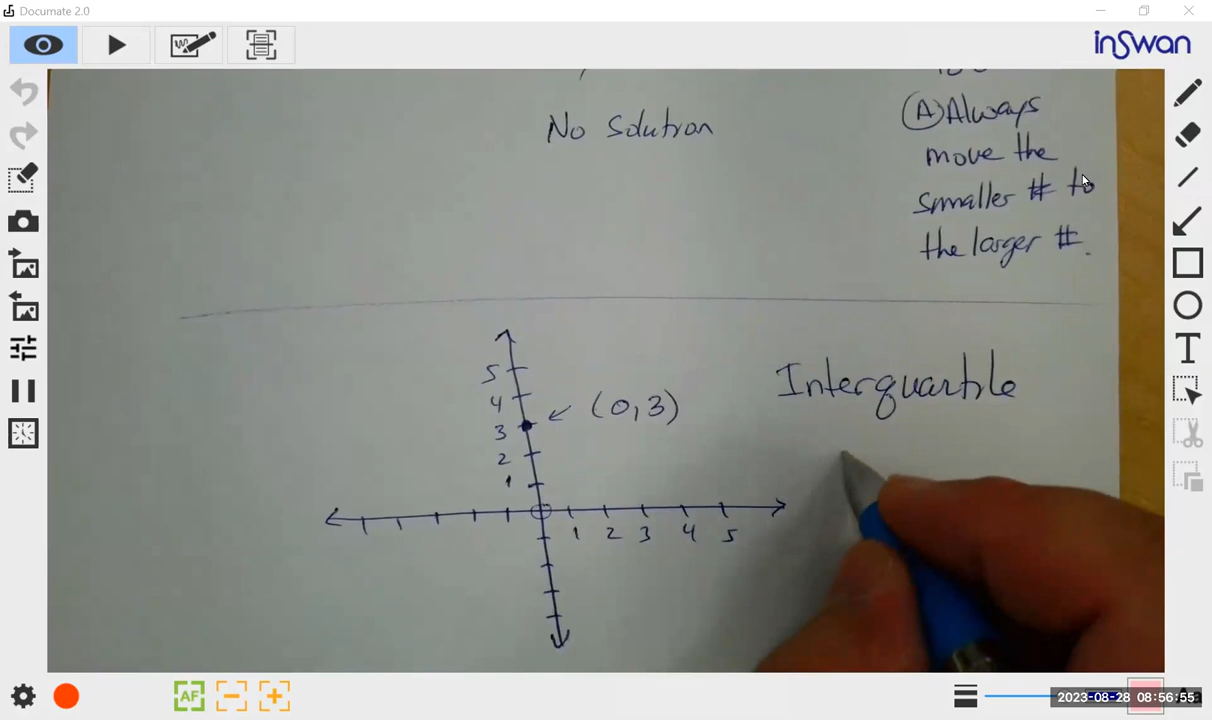 Documate 2.0
inSwan
No Solution
(A) Always
move the
smaller # to
the larger #.
5
4
3
2
1
(0,3)
Interquartile
1 2 3 4 5
T
AF
2023-08-28 08:56:55